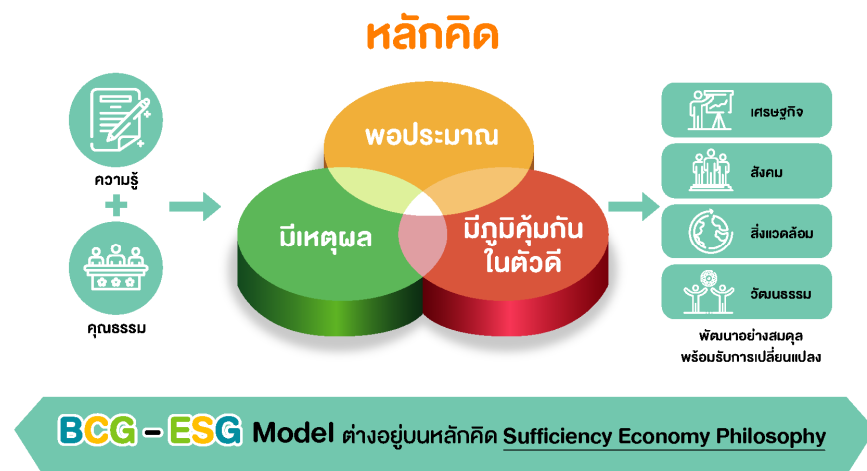 หลักคิด
ความรู้
+
คุณธรรม
พอประมาณ
มีเหตุผล
มีภูมิคุ้มกัน
ในตัวดี
เศรษฐกิจ
สังคม
สิ่งแวดล้อม
วัฒนธรรม
พัฒนาอย่างสมดุล
พร้อมรับการเปลี่ยนแปลง
BCG - ESG Model ต่างอยู่บนหลักคิด Sufficiency Economy Philosophy